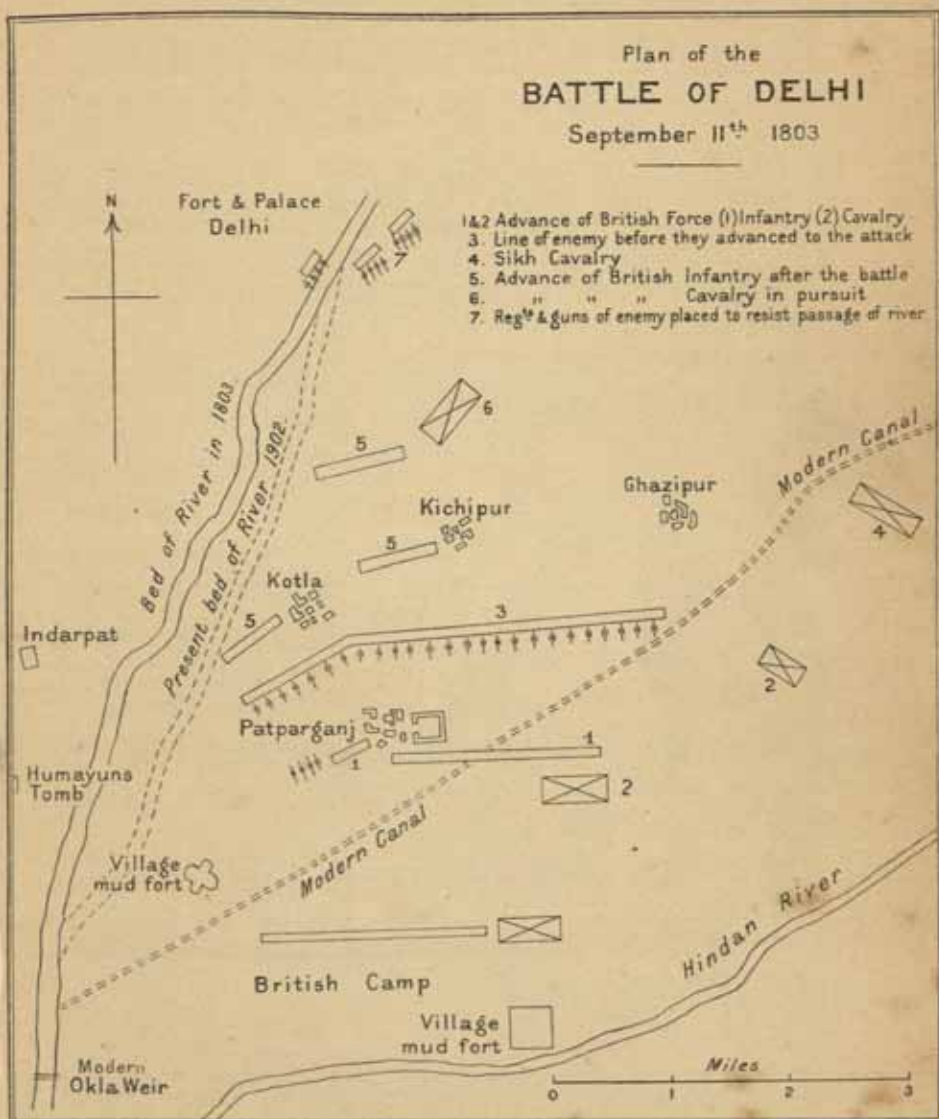 Plan of the
BATTLE OF DELHI
September 11th 1803
N
Fort & Palace
Delhi
1&2 Advance of British Force (1) Infantry (2) Cavalry
3. Line of enemy before they advanced to the attack
4. Sikh Cavalry
5. Advance of British Infantry after the battle
6. " " " Cavalry in pursuit
7. Regts & guns of enemy placed to resist passage of river
7
6
5
Bed of River in 1803.
Present bed of River 1902.
Kichipur
Ghazipur
Modern Canal
4
5
Kotla
3
5
Indarpat
2
Patparganj
1
1
2
Humayuns
Tomb
Modern Canal
Village
mud fort
Hindan River
British Camp
Village
mud fort
Modern
Okla Weir
Miles
0 1 2 3